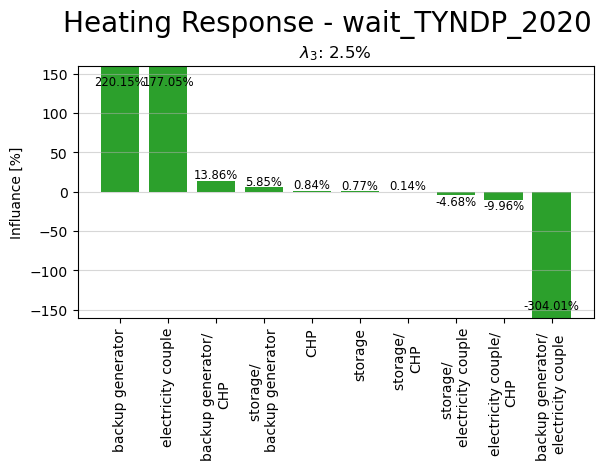 Heating Response - wait_TYNDP_2020
λ3: 2.5%
Influance [%]
150
100
50
0
−50
−100
−150
220.15%
177.05%
13.86%
5.85%
0.84%
0.77%
0.14%
-4.68%
-9.96%
-304.01%
backup generator
electricity couple
backup generator/
CHP
storage/
backup generator
CHP
storage
storage/
CHP
storage/
electricity couple
electricity couple/
CHP
backup generator/
electricity couple